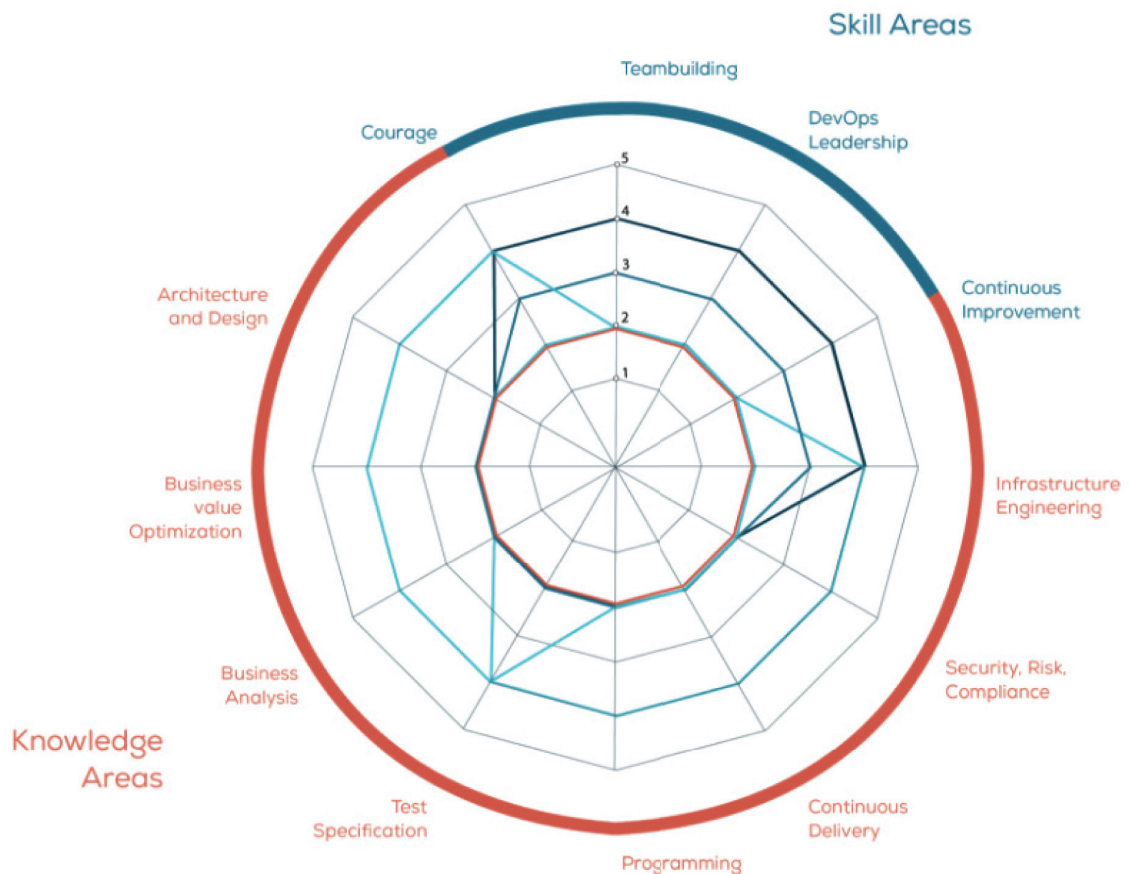 Skill Areas
Teambuilding
DevOps
Leadership
Courage
5
4
3
2
1
Continuous
Improvement
Architecture
and Design
Infrastructure
Engineering
Business
value
Optimization
Security, Risk,
Compliance
Business
Analysis
Knowledge
Areas
Test
Specification
Continuous
Delivery
Programming